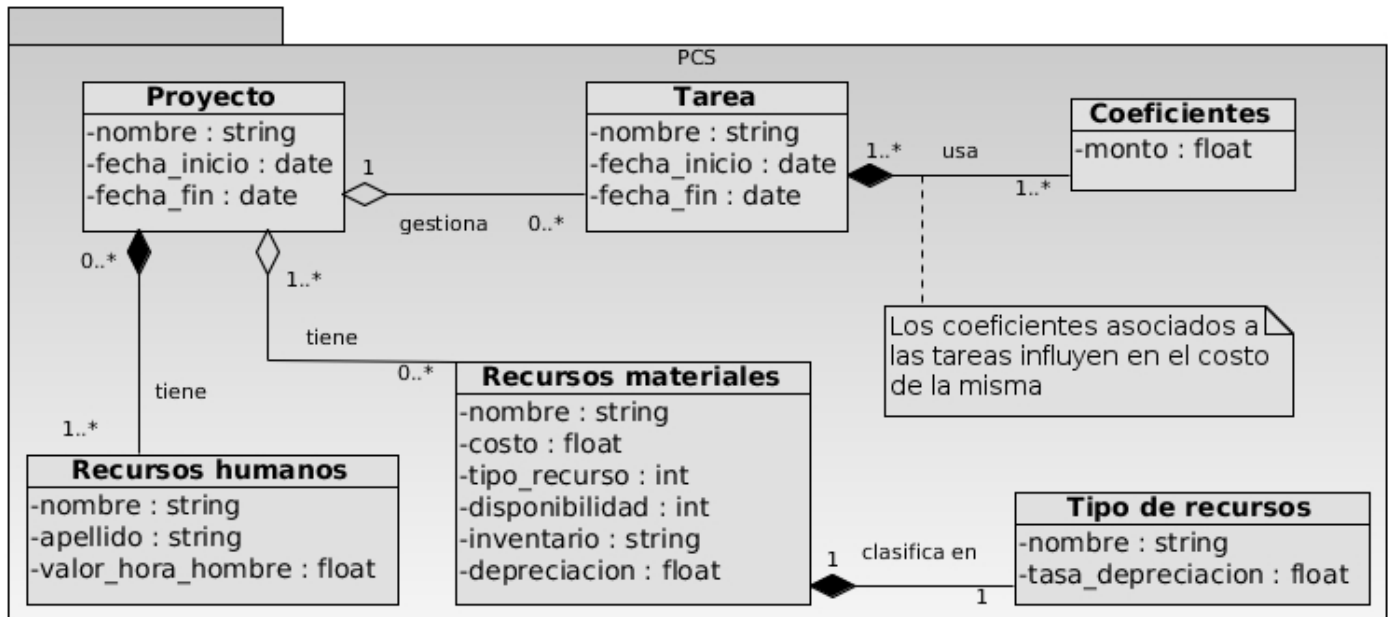 PCS
Proyecto
-nombre : string
-fecha_inicio : date
-fecha_fin : date
1
gestiona
0..*
Tarea
-nombre : string
-fecha_inicio : date
-fecha_fin : date
1..*
usa
1..*
Coeficientes
-monto : float
Los coeficientes asociados a
las tareas influyen en el costo
de la misma
0..*
tiene
1..*
1..*
tiene
0..*
Recursos humanos
-nombre : string
-apellido : string
-valor_hora_hombre : float
Recursos materiales
-nombre : string
-costo : float
-tipo_recurso : int
-disponibilidad : int
-inventario : string
-depreciacion : float
1
clasifica en
1
Tipo de recursos
-nombre : string
-tasa_depreciacion : float